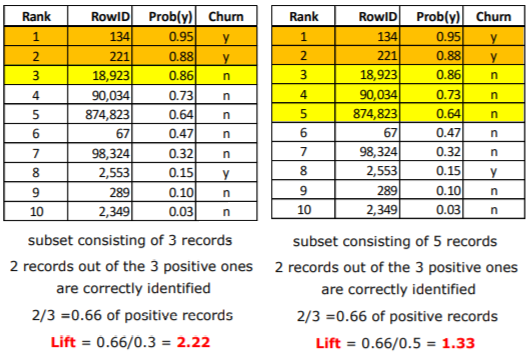 Rank RowID Prob(y) Churn
1 134 0.95 y
2 221 0.88 y
3 18,923 0.86 n
4 90,034 0.73 n
5 874,823 0.64 n
6 67 0.47 n
7 98,324 0.32 n
8 2,553 0.15 y
9 289 0.10 n
10 2,349 0.03 n
subset consisting of 3 records
2 records out of the 3 positive ones
are correctly identified
2/3 =0.66 of positive records
Lift = 0.66/0.3 = 2.22
Rank RowID Prob(y) Churn
1 134 0.95 y
2 221 0.88 y
3 18,923 0.86 n
4 90,034 0.73 n
5 874,823 0.64 n
6 67 0.47 n
7 98,324 0.32 n
8 2,553 0.15 y
9 289 0.10 n
10 2,349 0.03 n
subset consisting of 5 records
2 records out of the 3 positive ones
are correctly identified
2/3 =0.66 of positive records
Lift = 0.66/0.5 = 1.33